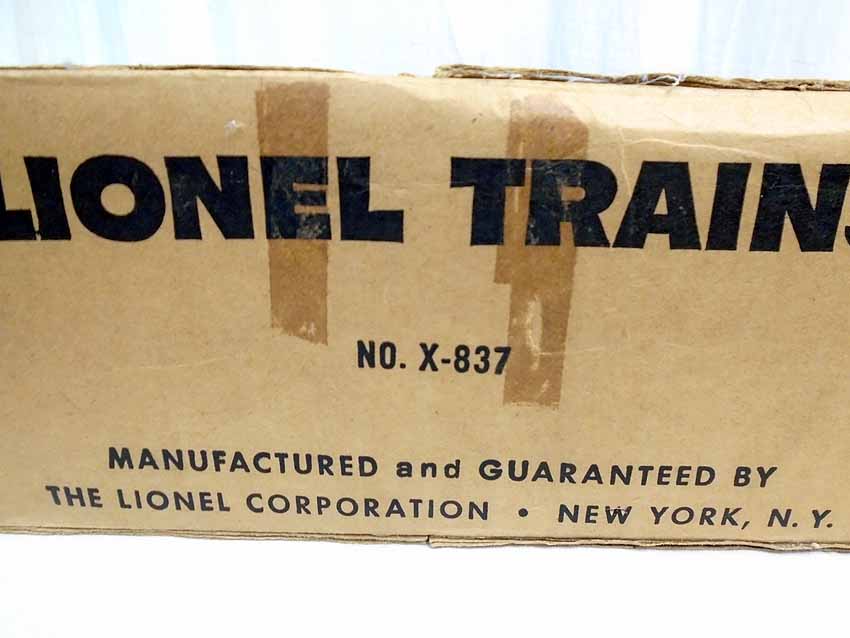 LIONEL TRAINS
NO. X-837
MANUFACTURED and GUARANTEED BY
THE LIONEL CORPORATION • NEW YORK, N. Y.